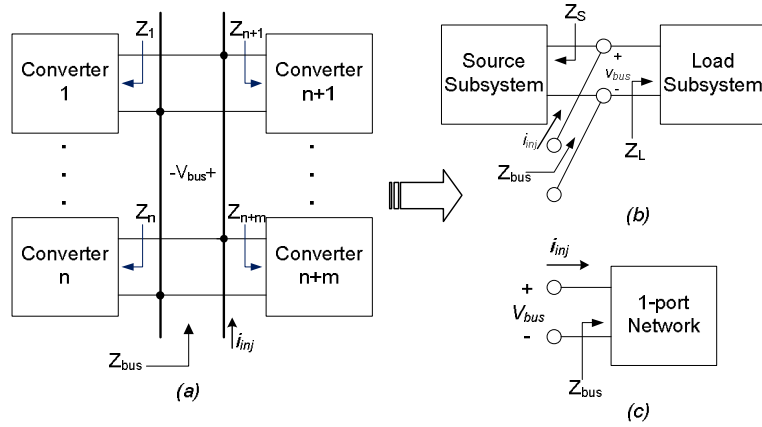 Z1
Zn+1
Converter
1
Converter
n+1
-Vbus+
Zn
Zn+m
Converter
n
Converter
n+m
Zbus
iinj
(a)
ZS
Source
Subsystem
+
vbus
-
Load
Subsystem
iinj
Zbus
ZL
(b)
iinj
+
Vbus
-
1-port
Network
Zbus
(c)